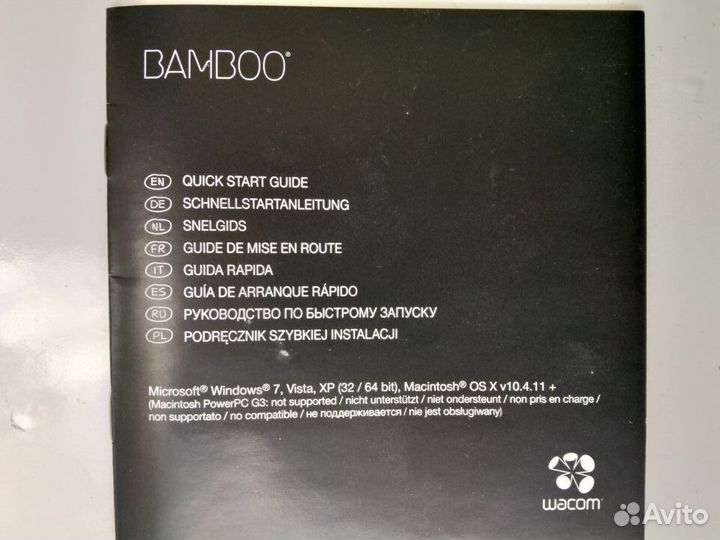 BAMBOO®
EN QUICK START GUIDE
DE SCHNELLSTARTANLEITUNG
NL SNELGIDS
FR GUIDE DE MISE EN ROUTE
IT GUIDA RAPIDA
ES GUÍA DE ARRANQUE RÁPIDO
RU РУКОВОДСТВО ПО БЫСТРОМУ ЗАПУСКУ
PL PODRĘCZNIK SZYBKIEJ INSTALACJI
Microsoft® Windows® 7, Vista, XP (32 / 64 bit), Macintosh® OS X v10.4.11 +
(Macintosh PowerPC G3: not supported / nicht unterstützt / niet ondersteunt / non pris en charge /
non supportato / no compatible / не поддерживается / nie jest obsługiwany)
wacom
Avito